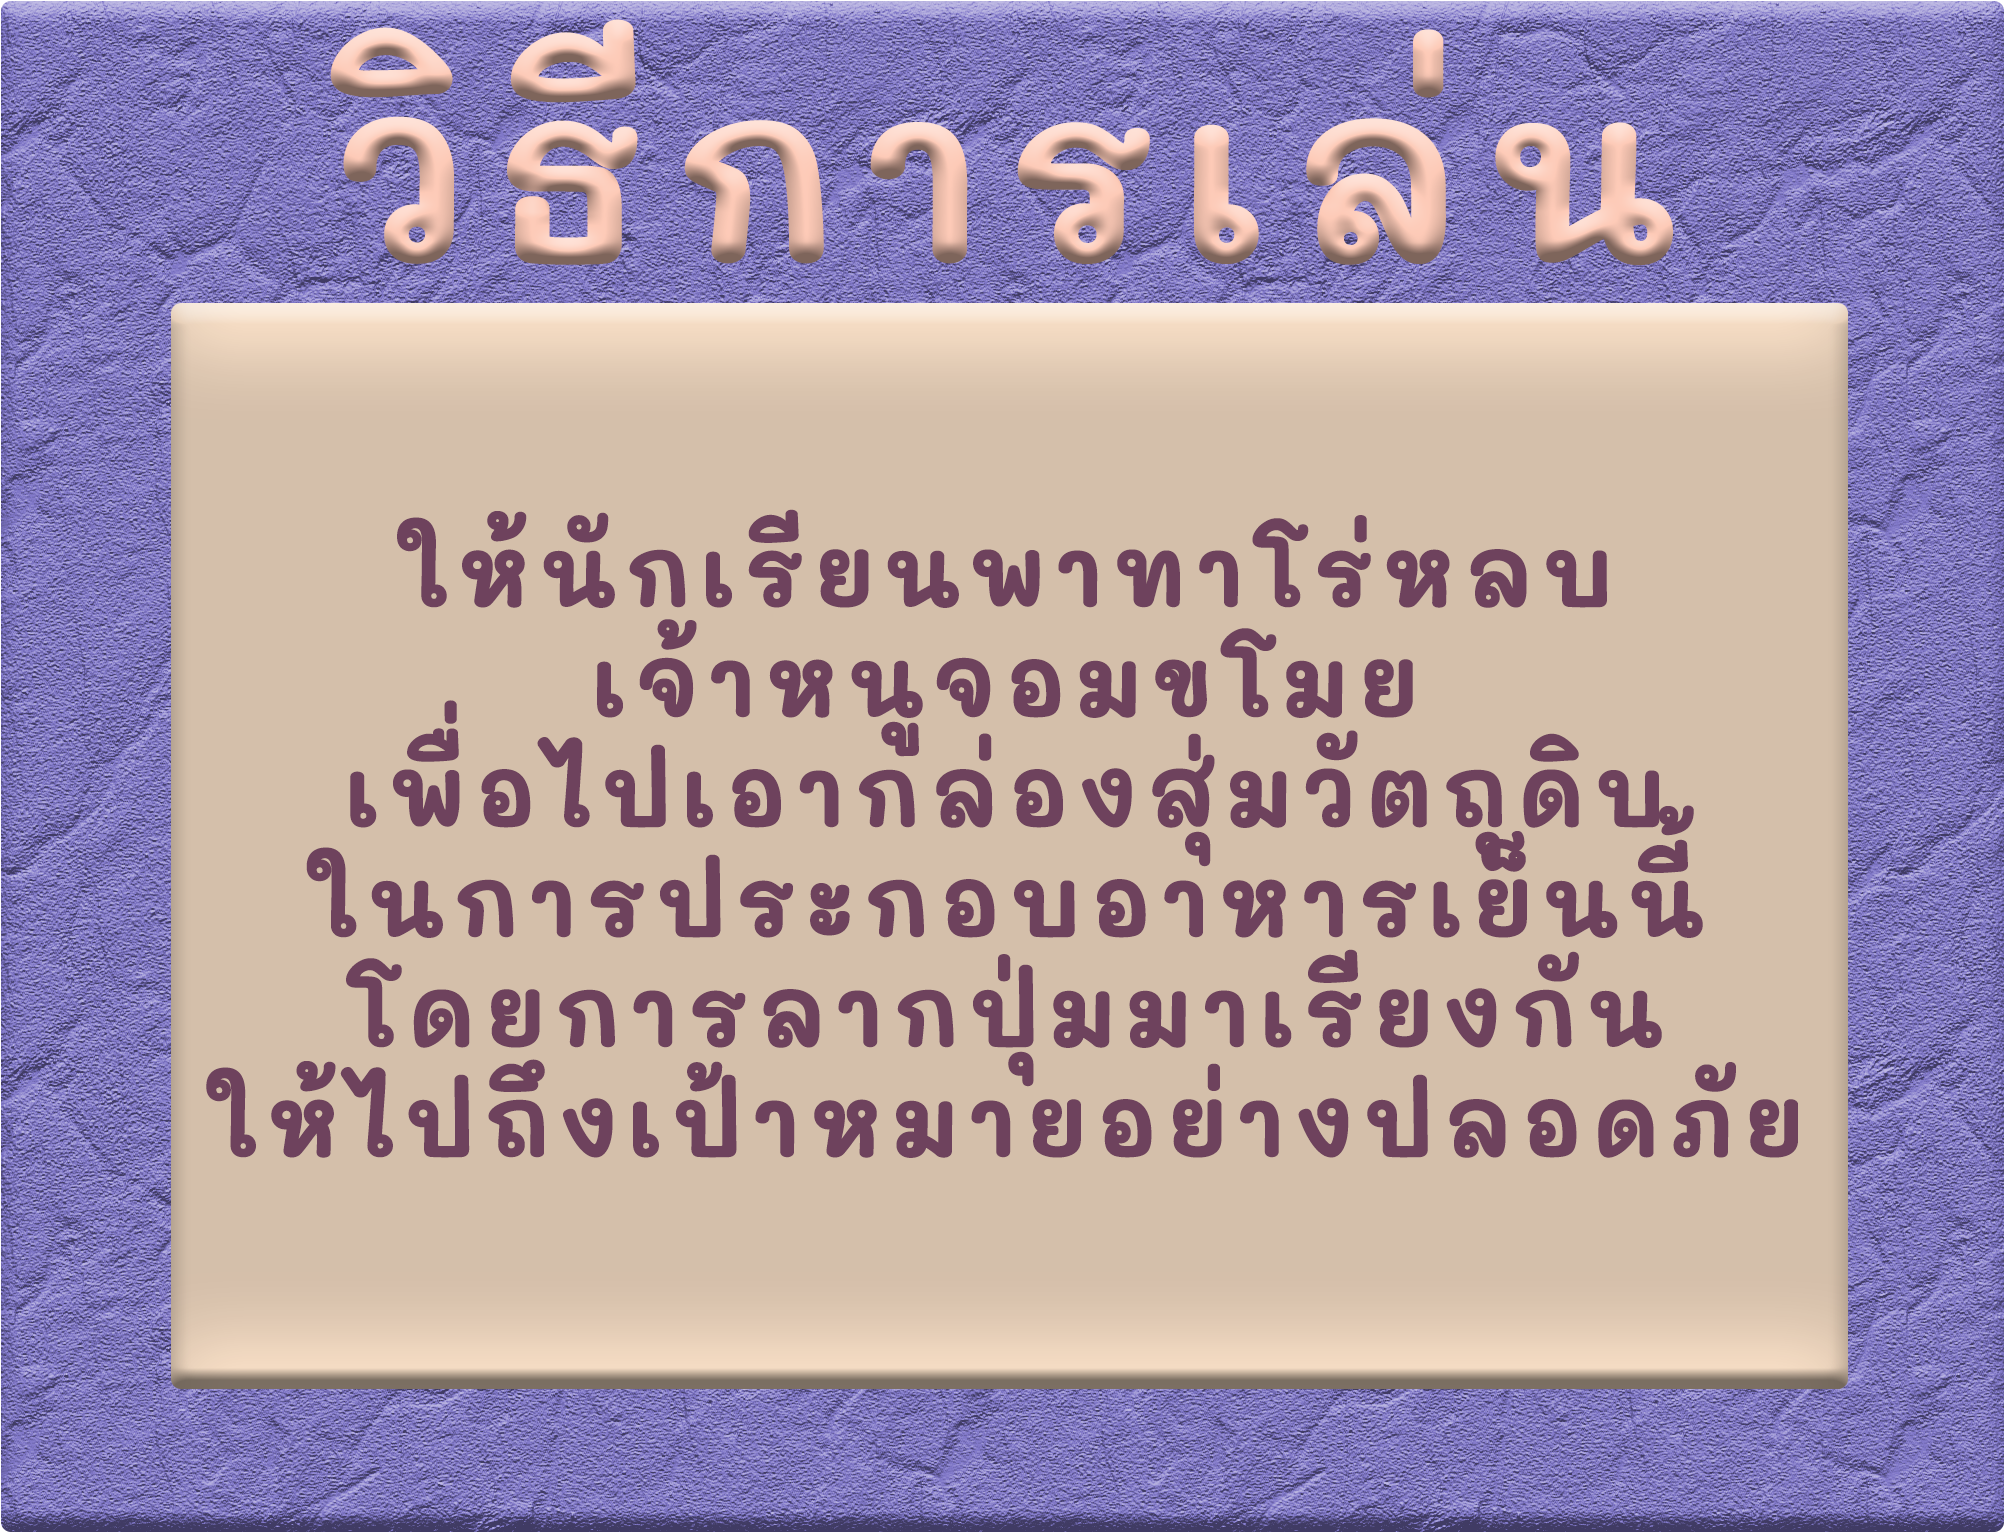 วิธีการเล่น
ให้นักเรียนพาทาโร่หลบ
เจ้าหนูจอมขโมย
เพื่อไปเอากล่องสุ่มวัตถุดิบ
ในการประกอบอาหารเย็นนี้
โดยการลากปุ่มมาเรียงกัน
ให้ไปถึงเป้าหมายอย่างปลอดภัย